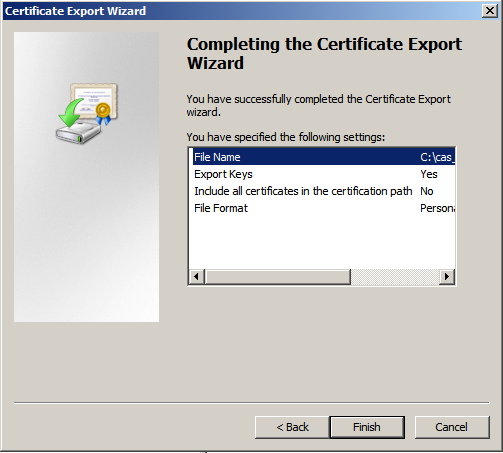 Certificate Export Wizard
Completing the Certificate Export
Wizard
You have successfully completed the Certificate Export
wizard.
You have specified the following settings:
File Name C:\cas_
Export Keys Yes
Include all certificates in the certification path No
File Format Persona
< Back Finish Cancel